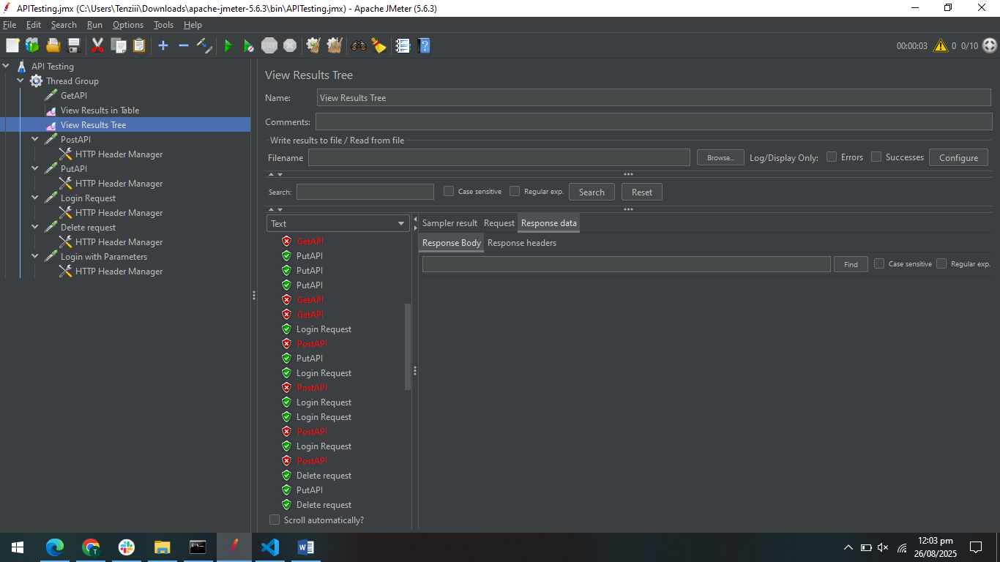 APITesting.jmx (C:\Users\Tenziii\Downloads\apache-jmeter-5.6.3\bin\APITesting.jmx) - Apache JMeter (5.6.3)
File Edit Search Run Options Tools Help
STOP
00:00:03 0 0/10
API Testing
Thread Group
GetAPI
View Results in Table
View Results Tree
PostAPI
HTTP Header Manager
PutAPI
HTTP Header Manager
Login Request
HTTP Header Manager
Delete request
HTTP Header Manager
Login with Parameters
HTTP Header Manager
View Results Tree
Name: View Results Tree
Comments:
Write results to file / Read from file
Filename Browse... Log/Display Only: Errors Successes Configure
Search: Case sensitive Regular exp. Search Reset
Text
GetAPI
PutAPI
PutAPI
PutAPI
GetAPI
GetAPI
Login Request
PostAPI
PutAPI
Login Request
PostAPI
Login Request
Login Request
PostAPI
Login Request
PostAPI
Delete request
PutAPI
Delete request
Scroll automatically?
Sampler result Request Response data
Response Body Response headers
Find Case sensitive Regular exp.
12:03 pm
26/08/2025